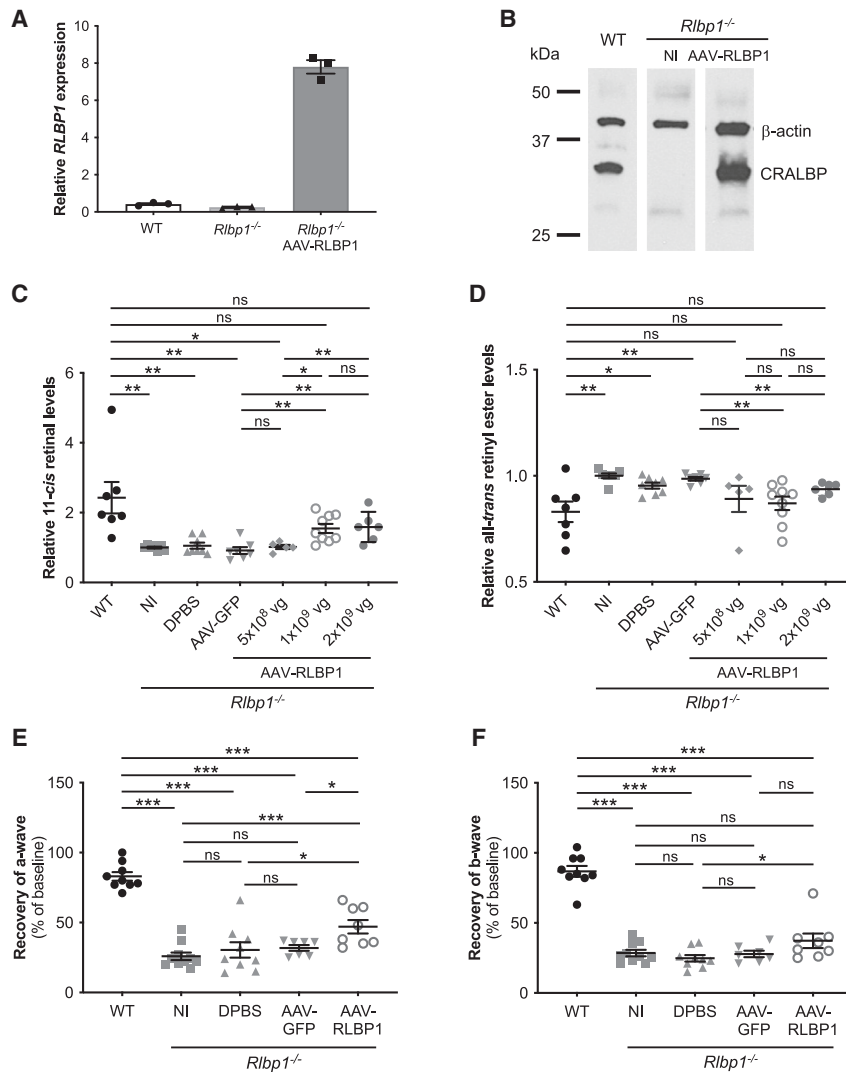 A
Relative RLBP1 expression
10
8
6
4
2
0
WT
Rlbp1-/-
Rlbp1-/-
AAV-RLBP1
B
Rlbp1-/-
WT
NI AAV-RLBP1
kDa
50
37
25
β-actin
CRALBP
C
Relative 11-cis retinal levels
6
4
2
0
ns
ns
*
**
**
**
**
*
ns
**
**
ns
WT
NI
DPBS
AAV-GFP
5x10⁸ vg
1x10⁹ vg
2x10⁹ vg
AAV-RLBP1
Rlbp1-/-
D
Relative all-trans retinyl ester levels
1.5
1.0
0.5
ns
ns
ns
**
ns
*
ns
ns
**
**
**
ns
WT
NI
DPBS
AAV-GFP
5x10⁸ vg
1x10⁹ vg
2x10⁹ vg
AAV-RLBP1
Rlbp1-/-
E
Recovery of a-wave
(% of baseline)
150
100
50
0
***
***
***
*
***
***
ns
ns
*
ns
WT
NI
DPBS
AAV-
GFP
AAV-
RLBP1
Rlbp1-/-
F
Recovery of b-wave
(% of baseline)
150
100
50
0
***
***
***
ns
***
ns
ns
ns
*
ns
WT
NI
DPBS
AAV-
GFP
AAV-
RLBP1
Rlbp1-/-